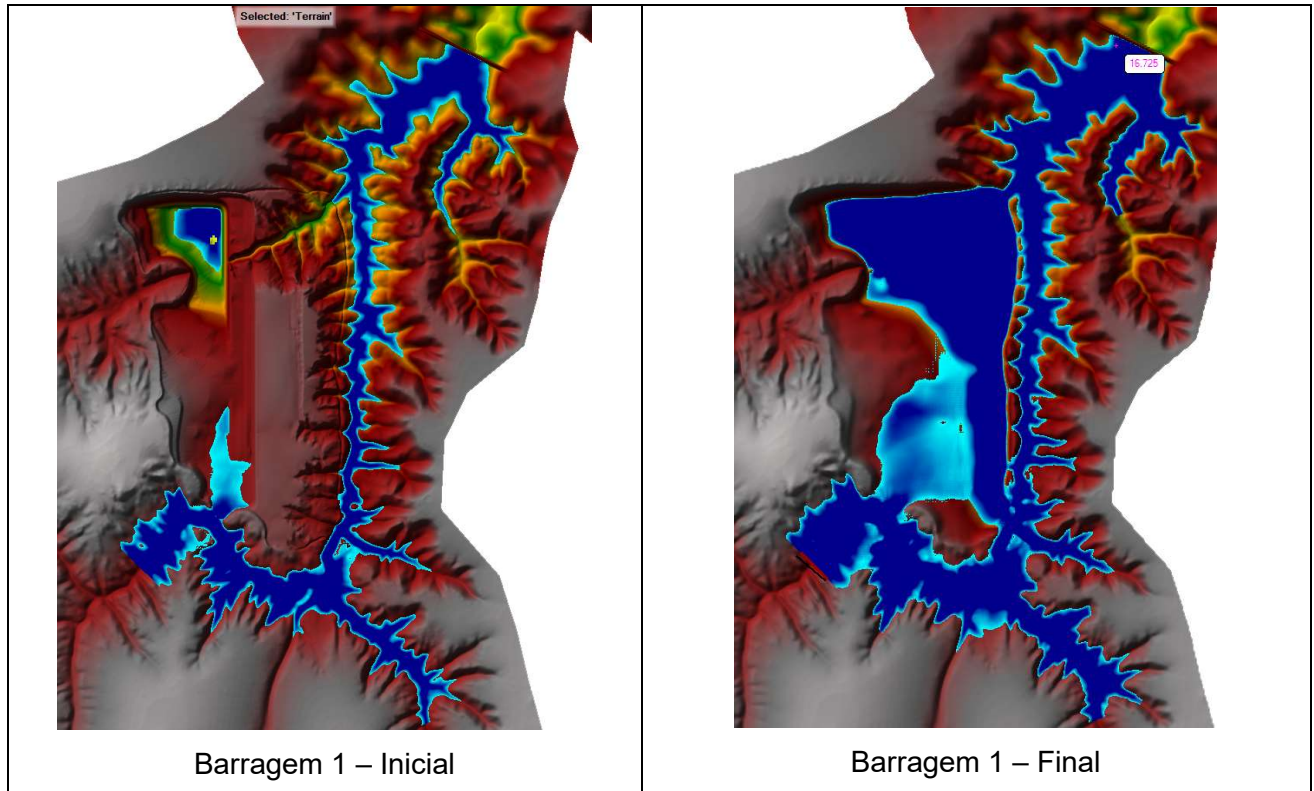 Selected: 'Terrain'
16.725
Barragem 1 – Inicial
Barragem 1 – Final